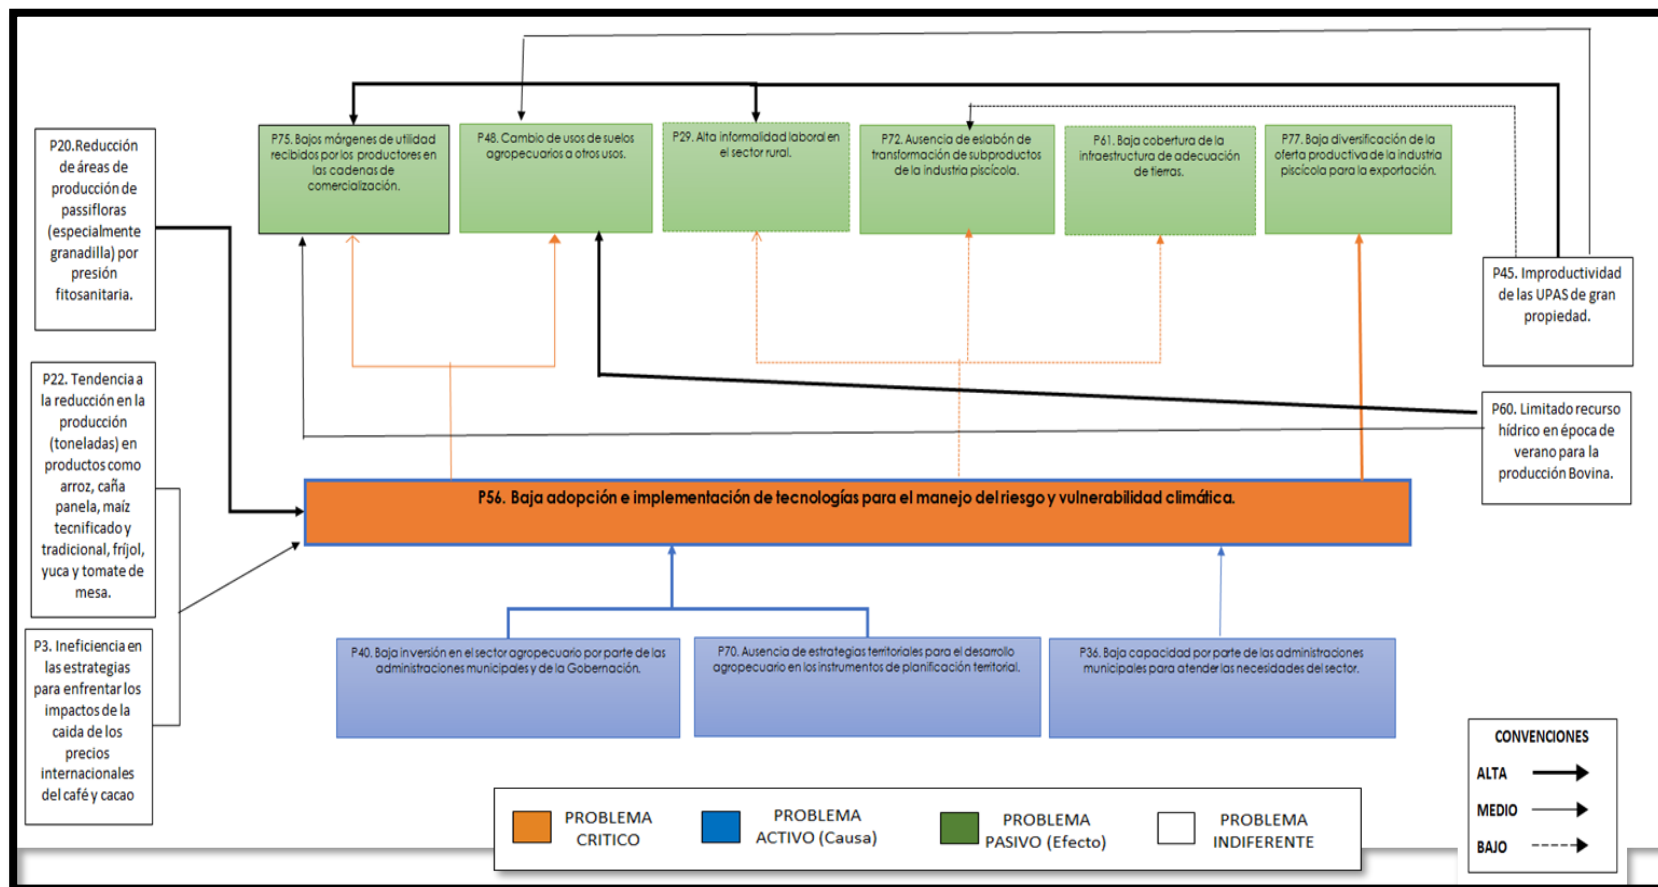 P20.Reducción
de áreas de
producción de
passifloras
(especialmente
granadilla) por
presión
fitosanitaria.
P75. Bajos márgenes de utilidad
recibidos por los productores en
las cadenas de
comercialización.
P48. Cambio de usos de suelos
agropecuarios a otros usos.
P29. Alta informalidad laboral en
el sector rural.
P72. Ausencia de eslabón de
transformación de subproductos
de la industria piscícola.
P61. Baja cobertura de la
infraestructura de adecuación
de tierras.
P77. Baja diversificación de la
oferta productiva de la industria
piscícola para la exportación.
P45. Improductividad
de las UPAS de gran
propiedad.
P22. Tendencia a
la reducción en la
producción
(toneladas) en
productos como
arroz, caña
panela, maíz
tecnificado y
tradicional, fríjol,
yuca y tomate de
mesa.
P60. Limitado recurso
hídrico en época de
verano para la
producción Bovina.
P56. Baja adopción e implementación de tecnologías para el manejo del riesgo y vulnerabilidad climática.
P3. Ineficiencia en
las estrategias
para enfrentar los
impactos de la
caida de los
precios
internacionales
del café y cacao
P40. Baja inversión en el sector agropecuario por parte de las
administraciones municipales y de la Gobernación.
P70. Ausencia de estrategias territoriales para el desarrollo
agropecuario en los instrumentos de planificación territorial.
P36. Baja capacidad por parte de las administraciones
municipales para atender las necesidades del sector.
CONVENCIONES
ALTA
MEDIO
BAJO
PROBLEMA
CRITICO
PROBLEMA
ACTIVO (Causa)
PROBLEMA
PASIVO (Efecto)
PROBLEMA
INDIFERENTE